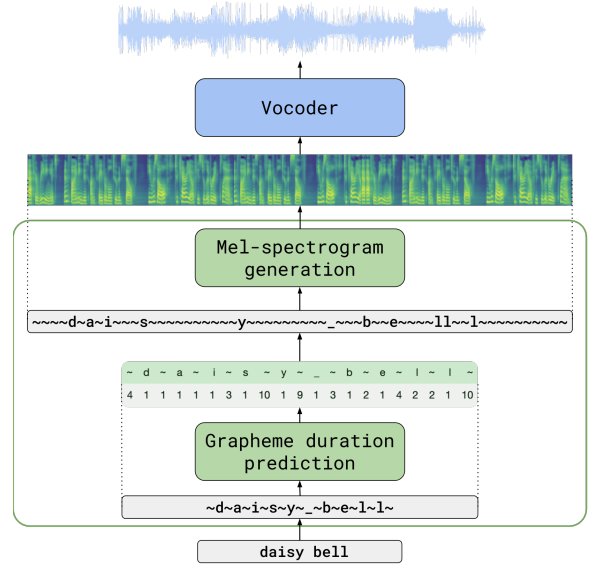 Vocoder
Mel-spectrogram
generation
~~~~d~a~i~~~s~~~~~~~~~~y~~~~~~~~~_~~~b~~e~~~~ll~~l~~~~~~~~~~
~ d ~ a ~ i ~ s ~ y ~ _ ~ b ~ e ~ l ~ l ~
4 1 1 1 1 1 3 1 10 1 9 1 3 1 2 1 4 2 2 1 10
Grapheme duration
prediction
~d~a~i~s~y~_~b~e~l~l~
daisy bell